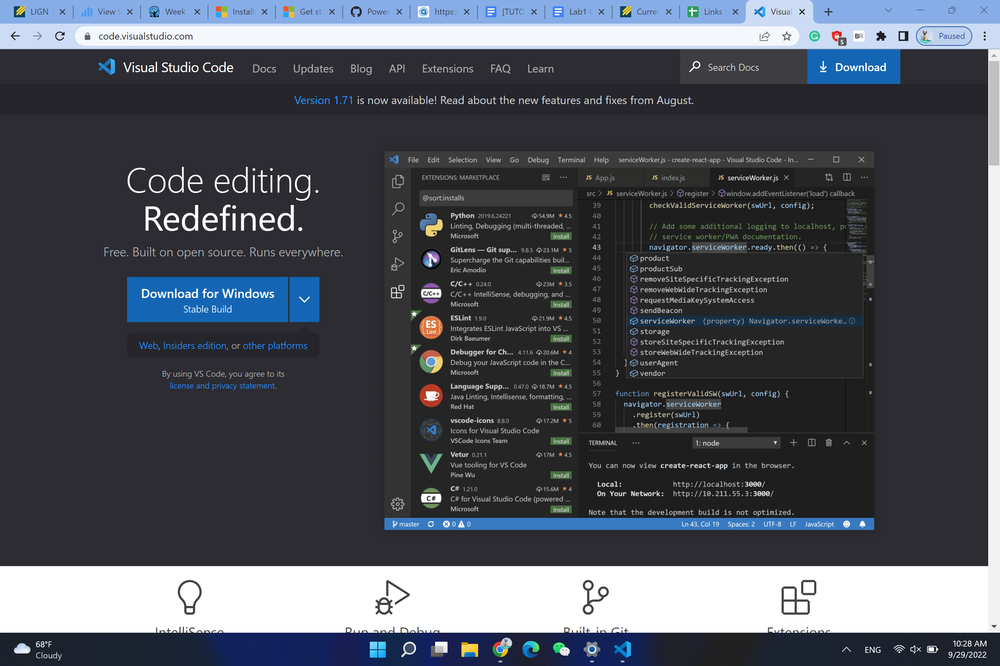 LIGN 1
View S
Week
Installi
Get sta
Power
https:/
[TUTO
Lab1
Currer
Links
Visual
code.visualstudio.com
5
BR
Paused
Visual Studio Code
Docs
Updates
Blog
API
Extensions
FAQ
Learn
Search Docs
Download
Version 1.71 is now available! Read about the new features and fixes from August.
Code editing.
Redefined.
Free. Built on open source. Runs everywhere.
Download for Windows
Stable Build
Web, Insiders edition, or other platforms
By using VS Code, you agree to its
license and privacy statement.
File Edit Selection View Go Debug Terminal Help serviceWorker.js - create-react-app - Visual Studio Code - In...
EXTENSIONS: MARKETPLACE
@sort:installs
Python 2019.6.24221 54.9M 4.5
Linting, Debugging (multi-threaded, ...
Microsoft Install
GitLens — Git sup... 9.8.5 23.1M 5
Supercharge the Git capabilities buil...
Eric Amodio Install
C/C++
C/C++ 0.24.0 23M 3.5
C/C++ IntelliSense, debugging, and ...
Microsoft Install
ES
Lint
ESLint 1.9.0 21.9M 4.5
Integrates ESLint JavaScript into VS ...
Dirk Baeumer Install
Debugger for Ch... 4.11.6 20.6M 4
Debug your JavaScript code in the C...
Microsoft Install
Language Supp... 0.47.0 18.7M 4.5
Java Linting, Intellisense, formatting, ...
Red Hat Install
vscode-icons 8.8.0 17.2M 5
Icons for Visual Studio Code
VSCode Icons Team Install
Vetur 0.21.1 17M 4.5
Vue tooling for VS Code
Pine Wu Install
C#
C# 1.21.0 15.6M 4
C# for Visual Studio Code (powered ...
Microsoft Install
JS App.js
JS index.js
JS serviceWorker.js
src > JS serviceWorker.js > register > window.addEventListener('load') callback
39 checkValidServiceWorker(swUrl, config);
40
41 // Add some additional logging to localhost, po
42 // service worker/PWA documentation.
43 navigator.serviceWorker.ready.then(() => {
44 product
45 productSub
46 removeSiteSpecificTrackingException
47 removeWebWideTrackingException
48 requestMediaKeySystemAccess
49 sendBeacon
50 serviceWorker (property) Navigator.serviceWorke...
51 storage
52 storeSiteSpecificTrackingException
53 storeWebWideTrackingException
54 } userAgent
55 } vendor
56
57 function registerValidSW(swUrl, config) {
58 navigator.serviceWorker
59 .register(swUrl)
60 .then(registration => {
TERMINAL ... 1: node
You can now view create-react-app in the browser.
Local: http://localhost:3000/
On Your Network: http://10.211.55.3:3000/
Note that the development build is not optimized.
master 0 0
Ln 43, Col 19 Spaces: 2 UTF-8 LF JavaScript
IntelliSense
Run and Debug
Built-in Git
Extensions
68°F
Cloudy
ENG
10:28 AM
9/29/2022